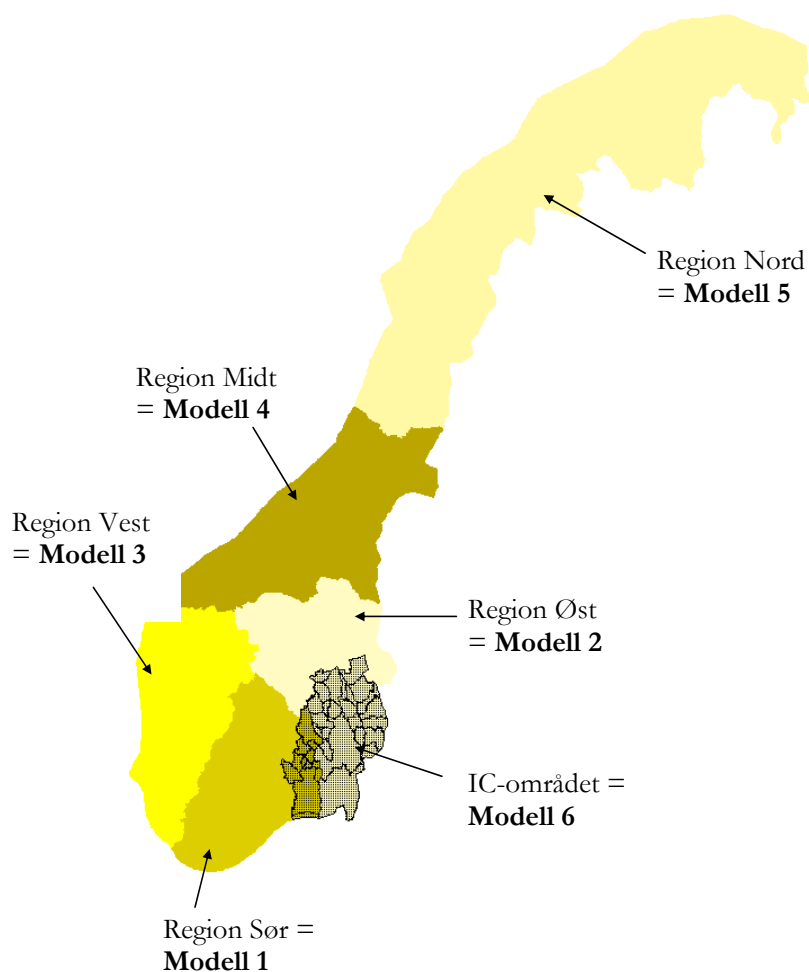 Region Nord
= Modell 5
Region Midt
= Modell 4
Region Vest
= Modell 3
Region Øst
= Modell 2
IC-området =
Modell 6
Region Sør =
Modell 1